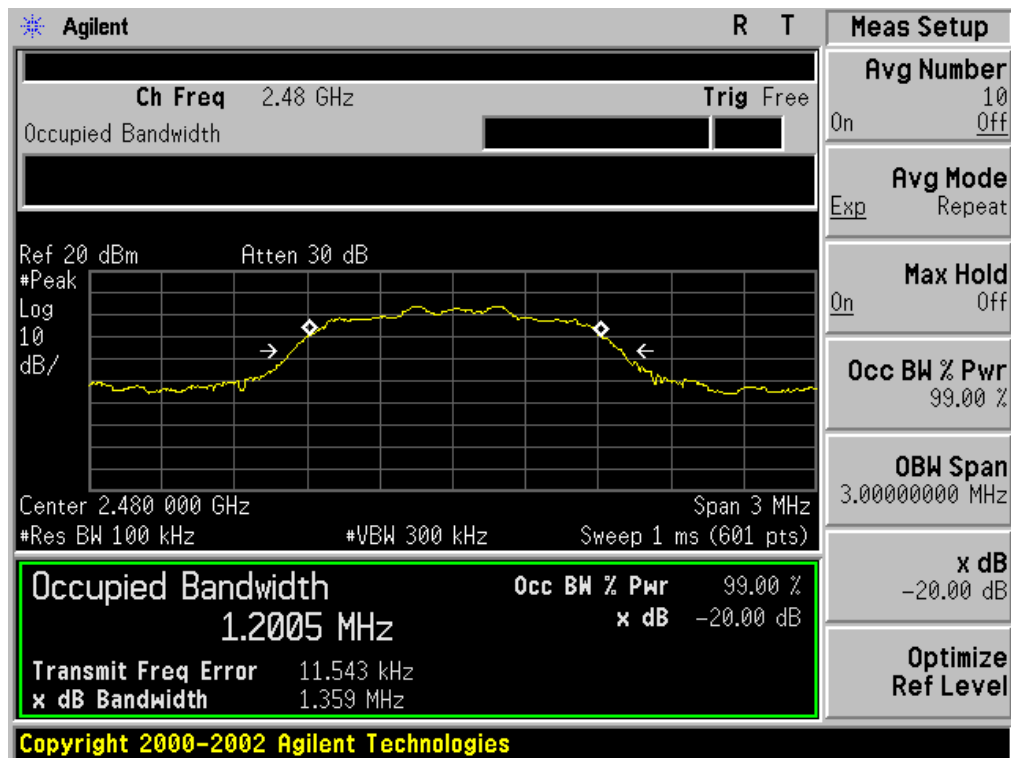 Agilent R T
Ch Freq 2.48 GHz Trig Free
Occupied Bandwidth
Ref 20 dBm Atten 30 dB
#Peak
Log
10
dB/
Center 2.480 000 GHz Span 3 MHz
#Res BW 100 kHz #VBW 300 kHz Sweep 1 ms (601 pts)
Occupied Bandwidth Occ BW % Pwr 99.00 %
1.2005 MHz x dB -20.00 dB
Transmit Freq Error 11.543 kHz
x dB Bandwidth 1.359 MHz
Copyright 2000-2002 Agilent Technologies
Meas Setup
Avg Number
10
On Off
Avg Mode
Exp Repeat
Max Hold
On Off
Occ BW % Pwr
99.00 %
OBW Span
3.00000000 MHz
x dB
-20.00 dB
Optimize
Ref Level